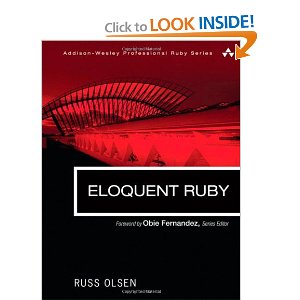 Click to LOOK INSIDE!
Addison-Wesley Professional Ruby Series
ELOQUENT RUBY
Foreword by Obie Fernandez, Series Editor
RUSS OLSEN